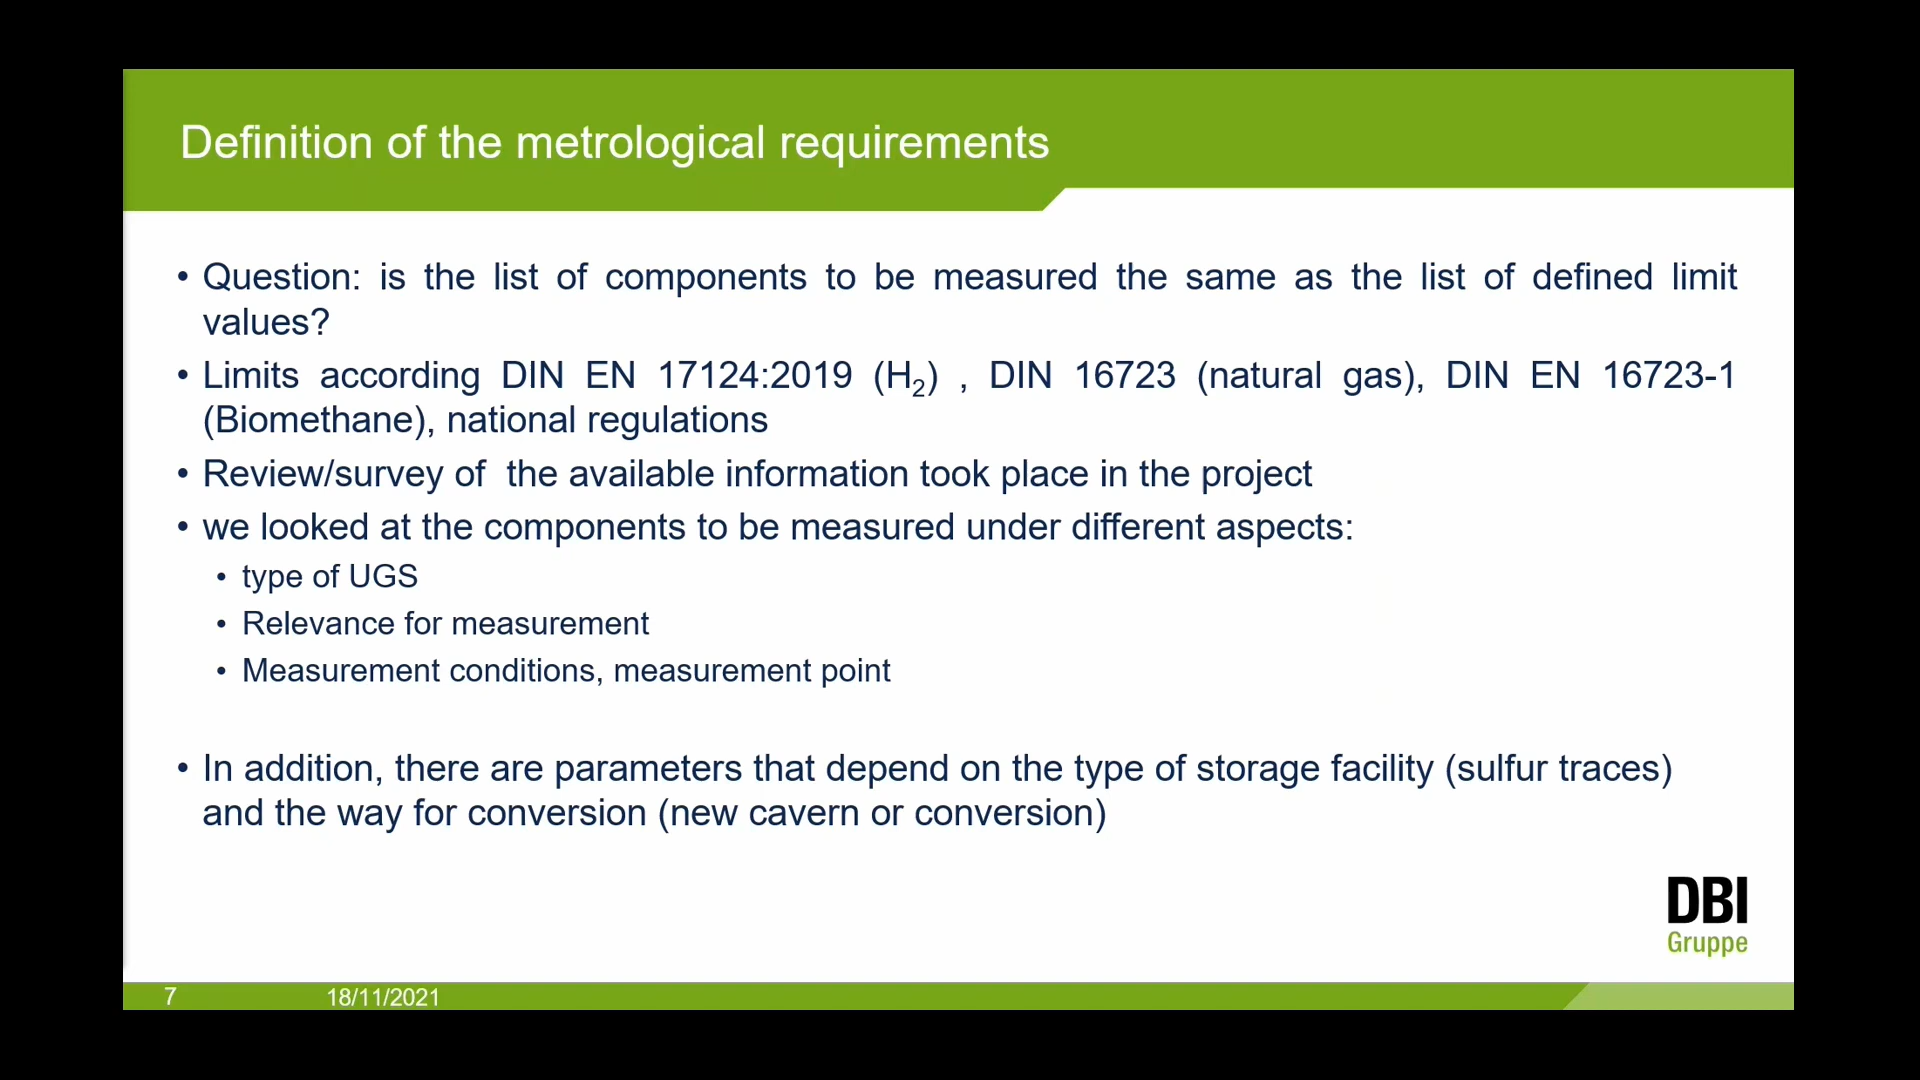 Definition of the metrological requirements
• Question: is the list of components to be measured the same as the list of defined limit
values?
• Limits according DIN EN 17124:2019 (H₂) , DIN 16723 (natural gas), DIN EN 16723-1
(Biomethane), national regulations
• Review/survey of the available information took place in the project
• we looked at the components to be measured under different aspects:
• type of UGS
• Relevance for measurement
• Measurement conditions, measurement point
• In addition, there are parameters that depend on the type of storage facility (sulfur traces)
and the way for conversion (new cavern or conversion)
DBI
Gruppe
7 18/11/2021